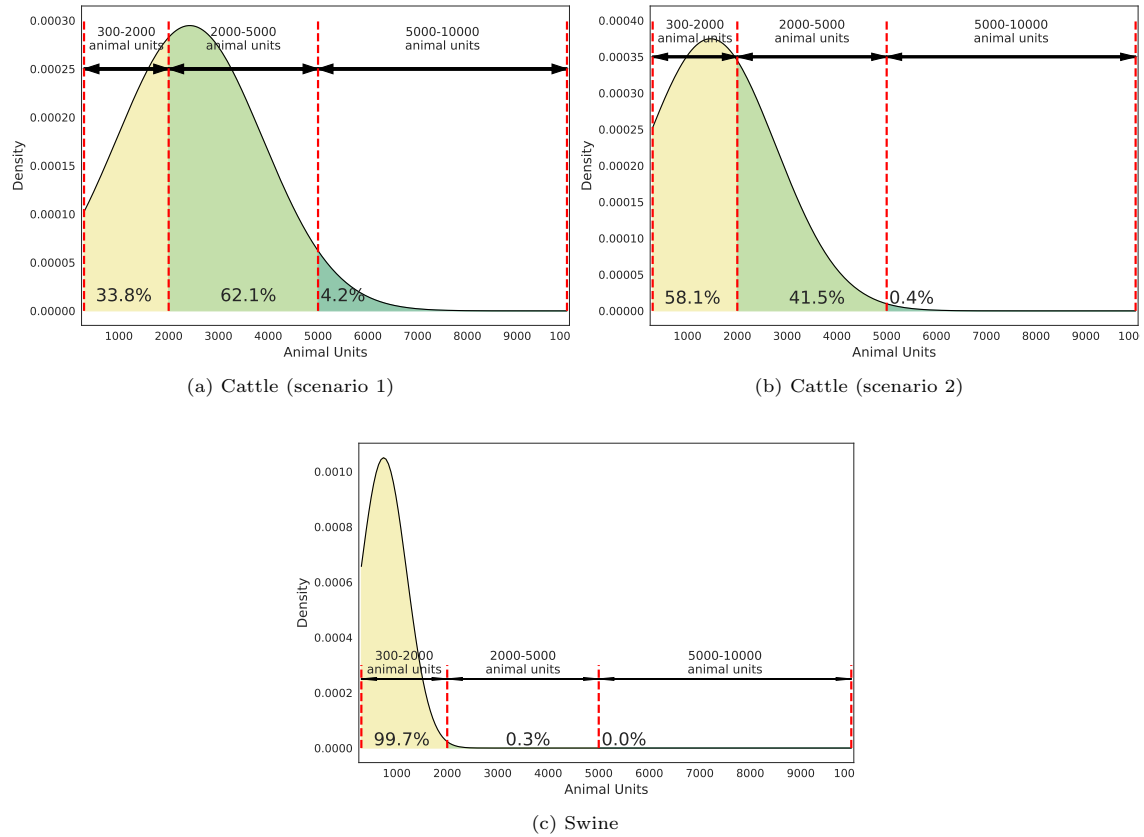 0.00030
0.00025
0.00020
0.00015
0.00010
0.00005
0.00000
Density
300-2000
animal units
2000-5000
animal units
5000-10000
animal units
33.8%
62.1%
4.2%
1000 2000 3000 4000 5000 6000 7000 8000 9000 100
Animal Units
(a) Cattle (scenario 1)
0.00040
0.00035
0.00030
0.00025
0.00020
0.00015
0.00010
0.00005
0.00000
Density
300-2000
animal units
2000-5000
animal units
5000-10000
animal units
58.1%
41.5%
0.4%
1000 2000 3000 4000 5000 6000 7000 8000 9000 100
Animal Units
(b) Cattle (scenario 2)
0.0010
0.0008
0.0006
0.0004
0.0002
0.0000
Density
300-2000
animal units
2000-5000
animal units
5000-10000
animal units
99.7%
0.3%
0.0%
1000 2000 3000 4000 5000 6000 7000 8000 9000 100
Animal Units
(c) Swine